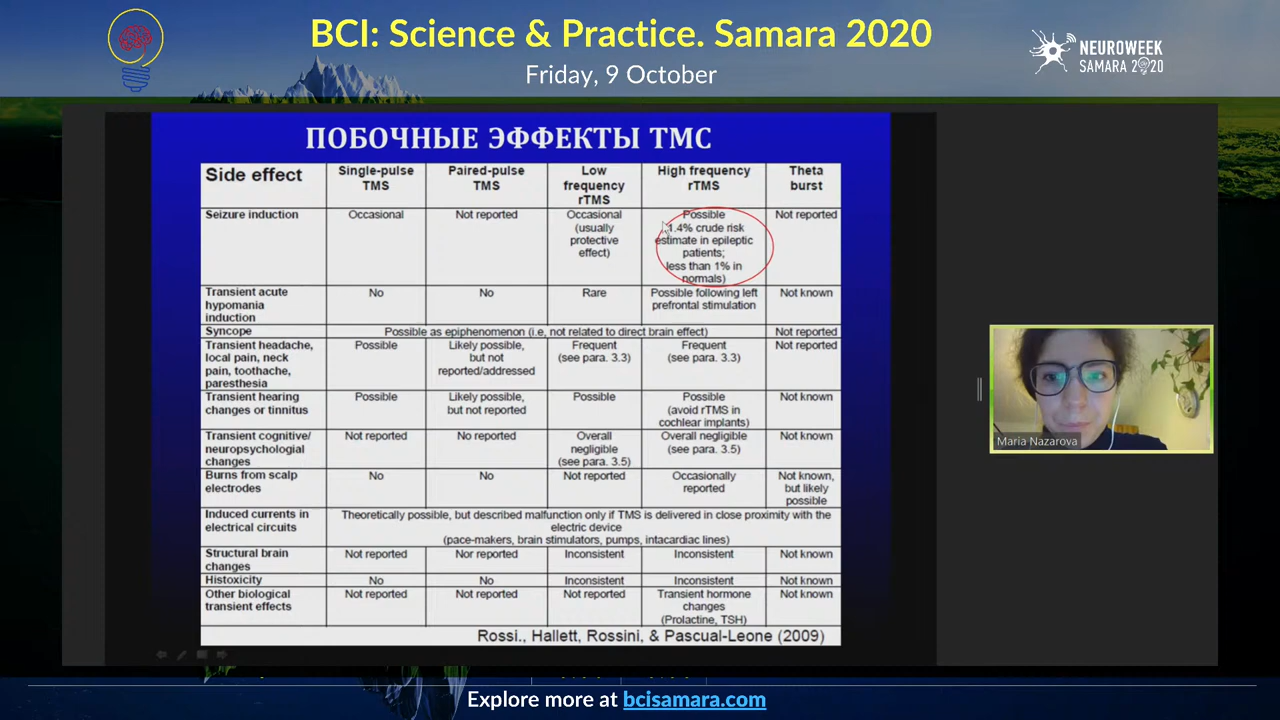 BCI: Science & Practice. Samara 2020
Friday, 9 October
NEUROWEEK
SAMARA 2020
ПОБОЧНЫЕ ЭФФЕКТЫ ТМС
Side effect
Single-pulse
TMS
Paired-pulse
TMS
Low
frequency
rTMS
High frequency
rTMS
Theta
burst
Seizure induction
Occasional
Not reported
Occasional
(usually
protective
effect)
Possible
1.4% crude risk
estimate in epileptic
patients;
less than 1% in
normals)
Not reported
Transient acute
hypomania
induction
No
No
Rare
Possible following left
prefrontal stimulation
Not known
Syncope
Possible as epiphenomenon (i.e, not related to direct brain effect)
Not reported
Transient headache,
local pain, neck
pain, toothache,
paresthesia
Possible
Likely possible,
but not
reported/addressed
Frequent
(see para. 3.3)
Frequent
(see para. 3.3)
Not reported
Transient hearing
changes or tinnitus
Possible
Likely possible,
but not reported
Possible
Possible
(avoid rTMS in
cochlear implants)
Not known
Transient cognitive/
neuropsychologial
changes
Not reported
No reported
Overall
negligible
(see para. 3.5)
Overall negligible
(see para. 3.5)
Not known
Burns from scalp
electrodes
No
No
Not reported
Occasionally
reported
Not known,
but likely
possible
Induced currents in
electrical circuits
Theoretically possible, but described malfunction only if TMS is delivered in close proximity with the
electric device
(pace-makers, brain stimulators, pumps, intacardiac lines)
Structural brain
changes
Not reported
Nor reported
Inconsistent
Inconsistent
Not known
Histoxicity
No
No
Inconsistent
Inconsistent
Not known
Other biological
transient effects
Not reported
Not reported
Not reported
Transient hormone
changes
(Prolactine, TSH)
Not known
Rossi., Hallett, Rossini, & Pascual-Leone (2009)
Maria Nazarova
Explore more at bcisamara.com